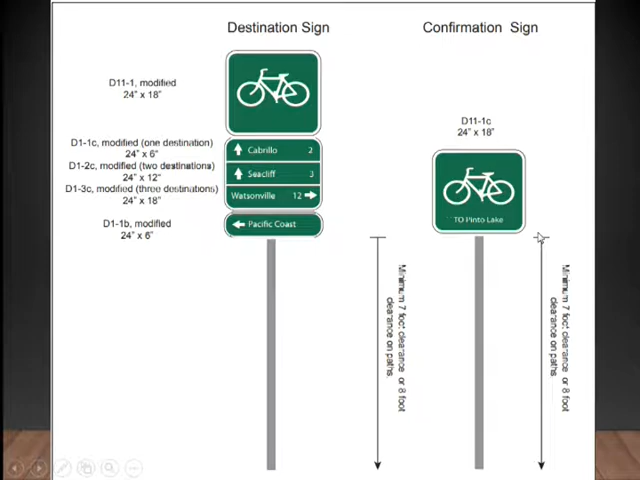 Destination Sign
Confirmation Sign
D11-1, modified
24" x 18"
D1-1c, modified (one destination)
24" x 6"
D1-2c, modified (two destinations)
24" x 12"
D1-3c, modified (three destinations)
24" x 18"
D1-1b, modified
24" x 6"
Cabrillo 2
Seacliff 3
Watsonville 12
Pacific Coast
D11-1c
24" x 18"
TO Pinto Lake
Minimum 7 foot clearance or 8 foot
clearance on paths.
Minimum 7 foot clearance or 8 foot
clearance on paths.